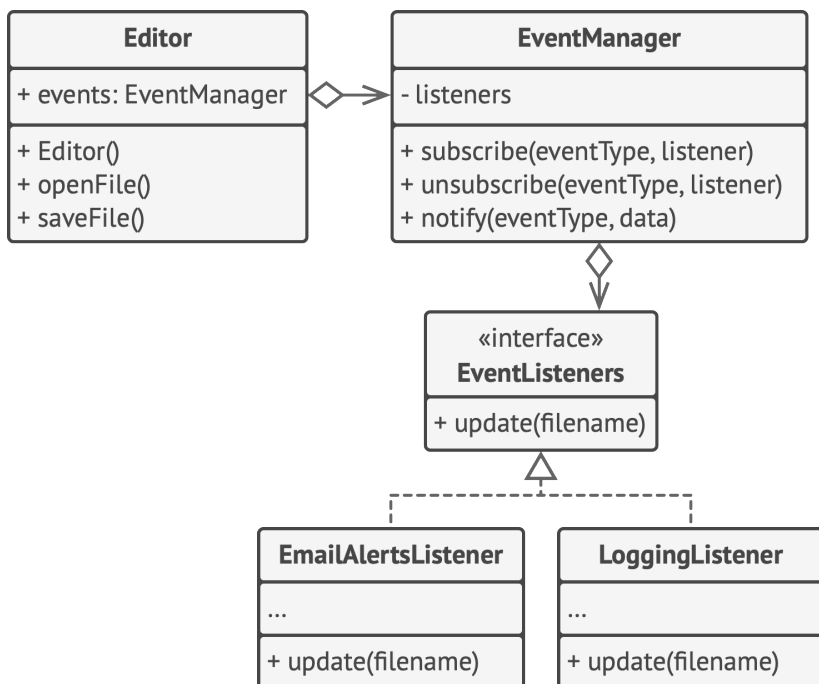 Editor
+ events: EventManager
+ Editor()
+ openFile()
+ saveFile()
EventManager
- listeners
+ subscribe(eventType, listener)
+ unsubscribe(eventType, listener)
+ notify(eventType, data)
«interface»
EventListeners
+ update(filename)
EmailAlertsListener
...
+ update(filename)
LoggingListener
...
+ update(filename)